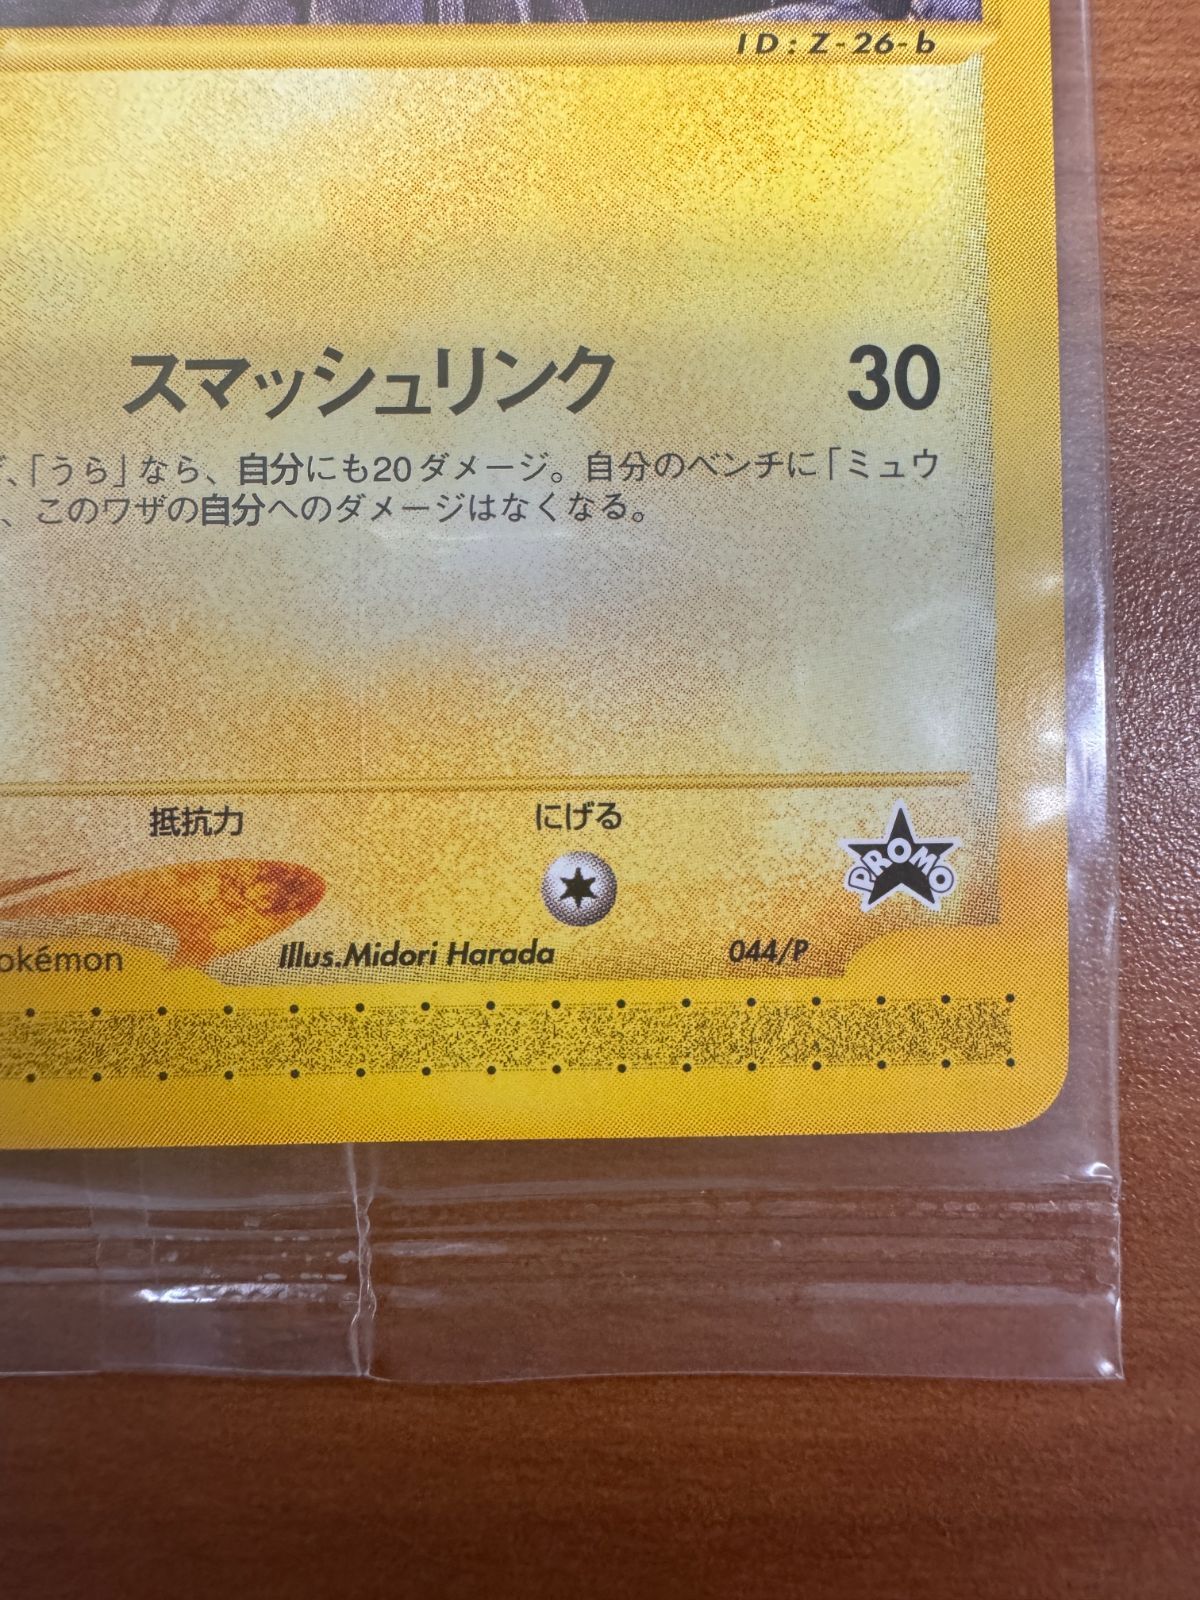 ID:Z-26-b
スマッシュリンク 30
、「うら」なら、自分にも20ダメージ。自分のベンチに「ミュウ
、このワザの自分へのダメージはなくなる。
抵抗力 にげる
PROMO
okémon Illus.Midori Harada 044/P